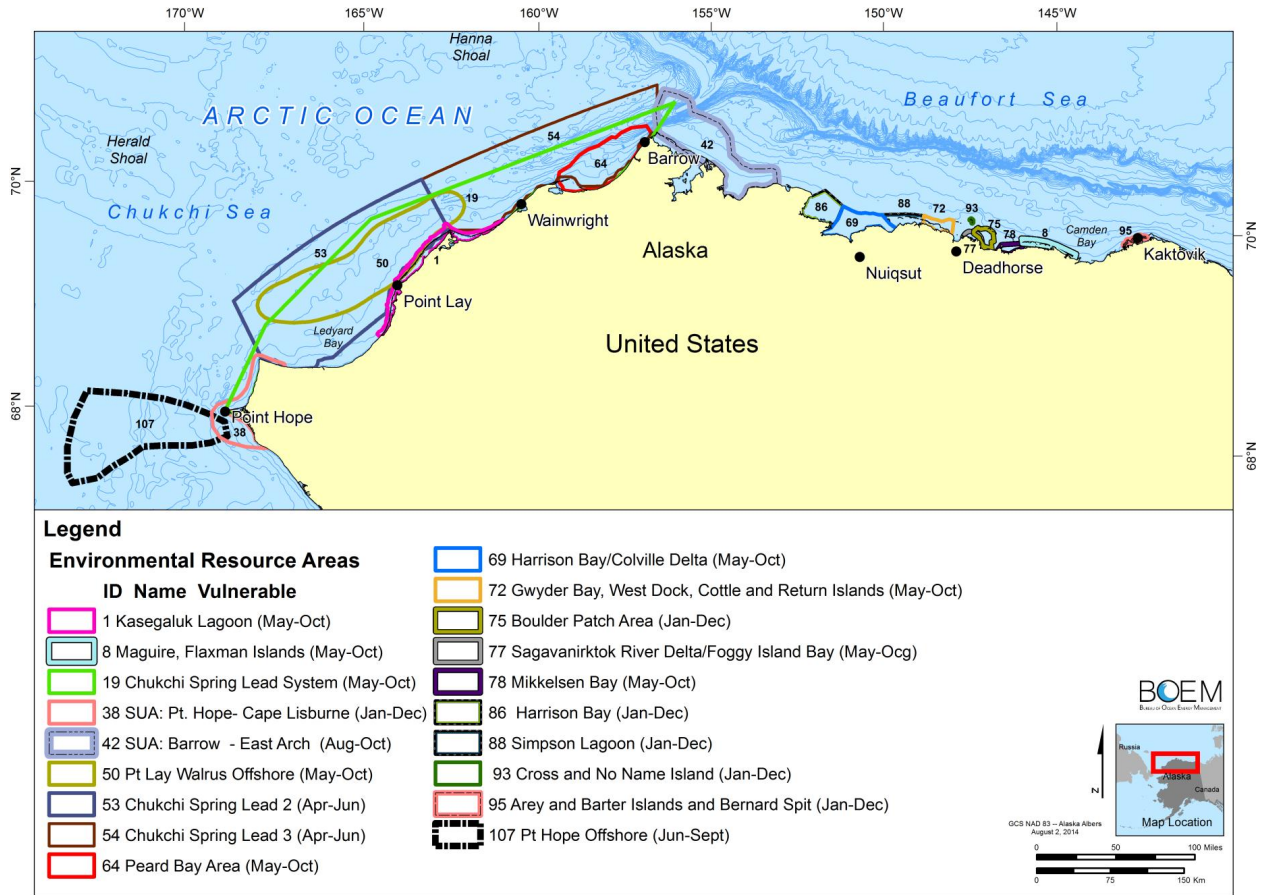 170°W 165°W 160°W 155°W 150°W 145°W
Hanna
Shoal
ARCTIC OCEAN
Beaufort Sea
Herald
Shoal
54
42
Barrow
64
70°N
19
Chukchi Sea
Wainwright
86
88
72
93
69
75
78
8
Camden
Bay
95
70°N
53
50
1
Alaska
77
Deadhorse
Kaktovik
Nuiqsut
Point Lay
Ledyard
Bay
United States
68°N
Point Hope
107
38
68°N
Legend
Environmental Resource Areas
ID Name Vulnerable
1 Kasegaluk Lagoon (May-Oct)
8 Maguire, Flaxman Islands (May-Oct)
19 Chukchi Spring Lead System (May-Oct)
38 SUA: Pt. Hope- Cape Lisburne (Jan-Dec)
42 SUA: Barrow - East Arch (Aug-Oct)
50 Pt Lay Walrus Offshore (May-Oct)
53 Chukchi Spring Lead 2 (Apr-Jun)
54 Chukchi Spring Lead 3 (Apr-Jun)
64 Peard Bay Area (May-Oct)
69 Harrison Bay/Colville Delta (May-Oct)
72 Gwyder Bay, West Dock, Cottle and Return Islands (May-Oct)
75 Boulder Patch Area (Jan-Dec)
77 Sagavanirktok River Delta/Foggy Island Bay (May-Ocg)
78 Mikkelsen Bay (May-Oct)
86 Harrison Bay (Jan-Dec)
88 Simpson Lagoon (Jan-Dec)
93 Cross and No Name Island (Jan-Dec)
95 Arey and Barter Islands and Bernard Spit (Jan-Dec)
107 Pt Hope Offshore (Jun-Sept)
BOEM
BUREAU OF OCEAN ENERGY MANAGEMENT
Russia
Alaska
Canada
Map Location
N
GCS NAD 83 -- Alaska Albers
August 2, 2014
0 50 100 Miles
0 75 150 Km